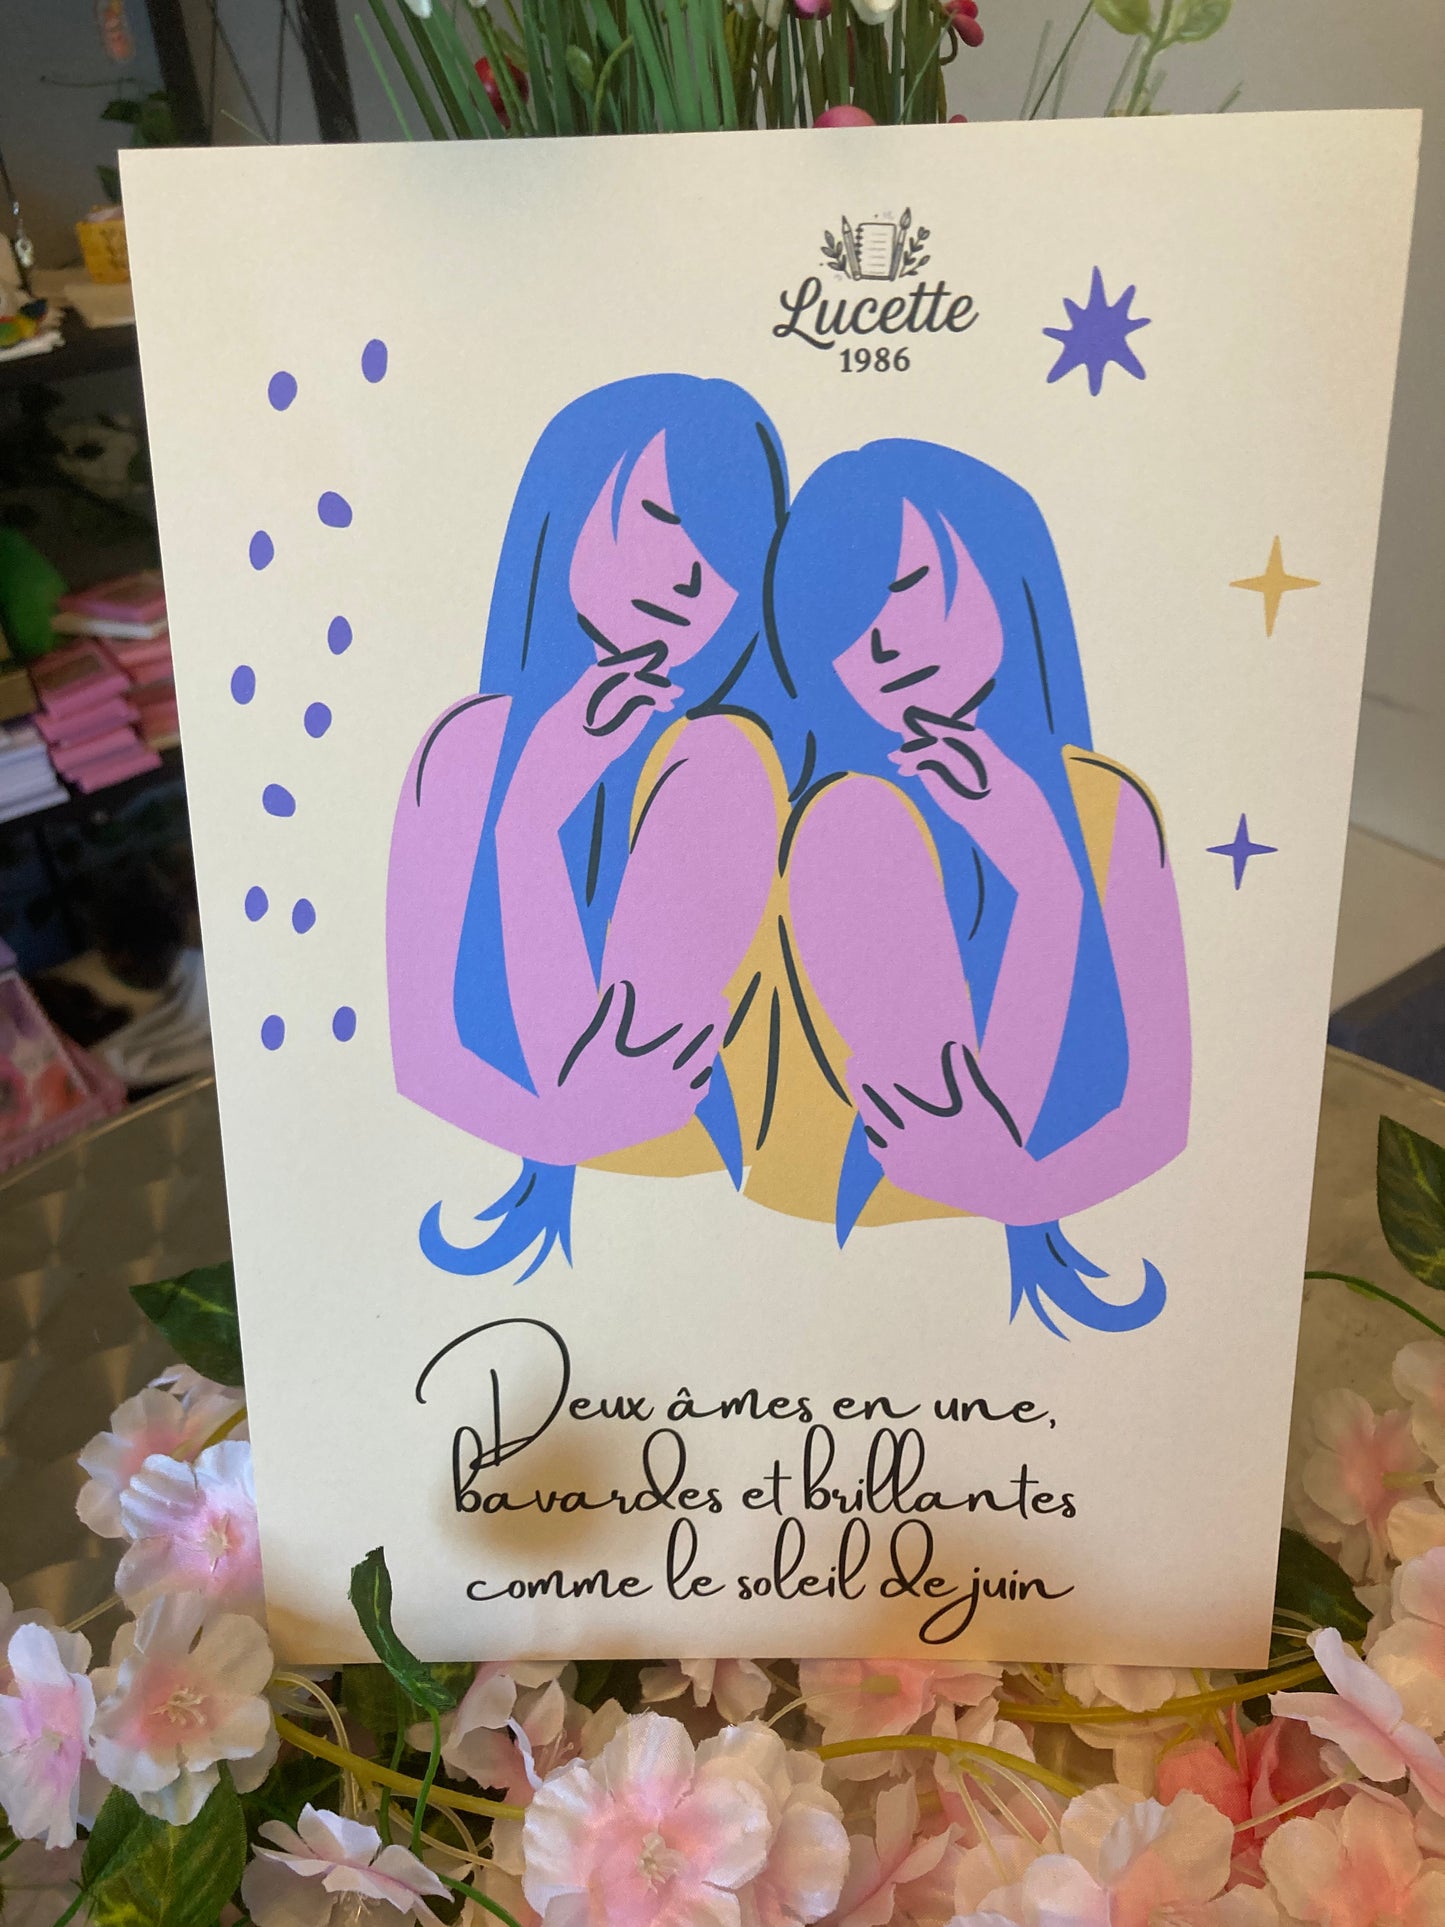 Lucette
1986
Deux âmes en une,
bavardes et brillantes
comme le soleil de juin